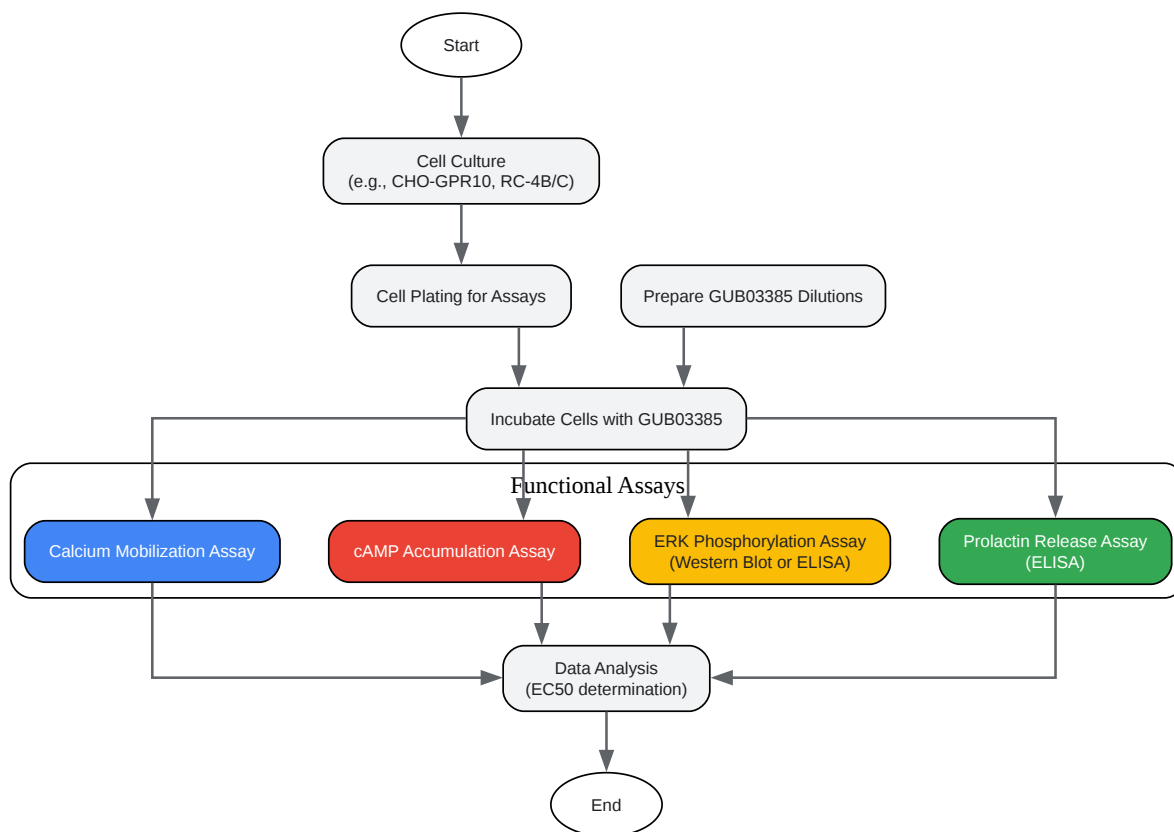 Start
Cell Culture
(e.g., CHO-GPR10, RC-4B/C)
Cell Plating for Assays
Prepare GUB03385 Dilutions
Incubate Cells with GUB03385
Functional Assays
Calcium Mobilization Assay
cAMP Accumulation Assay
ERK Phosphorylation Assay
(Western Blot or ELISA)
Prolactin Release Assay
(ELISA)
Data Analysis
(EC50 determination)
End